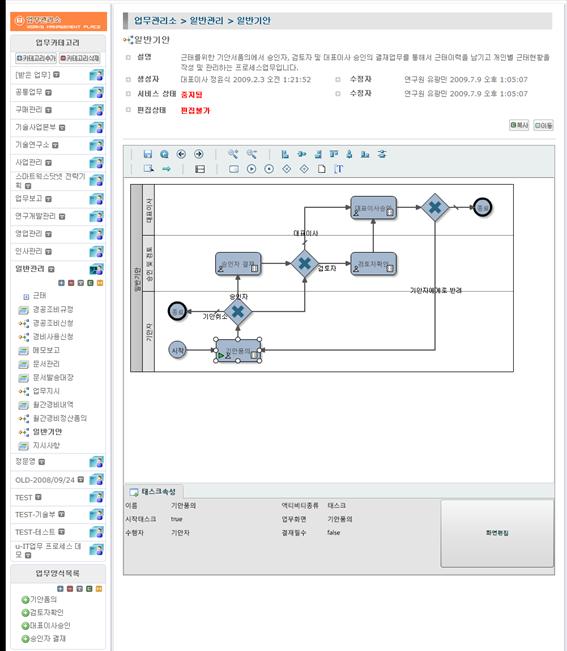 업무관리소
WORKS MANAGEMENT PLACE
업무카테고리
카테고리추가 카테고리삭제
[받은 업무]
공통업무
구매관리
기술사업본부
기술연구소
사업관리
스마트웍스닷넷 전략기획
업무보고
연구개발관리
영업관리
인사관리
일반관리
근태
경공조비규정
경공조비신청
경비사용신청
메모보고
문서관리
문서발송대장
업무지시
월간경비내역
월간경비정산품의
일반기안
지시사항
정문영
OLD-2008/09/24
TEST
TEST-기술부
TEST-테스트
u-IT업무 프로세스 데모
업무양식목록
기안품의
검토자확인
대표이사승인
승인자 결재
업무관리소 > 일반관리 > 일반기안
일반기안
설명 근태를위한 기안서품의에서 승인자, 검토자 및 대표이사 승인의 결재업무를 통해서 근태이력을 남기고 개인별 근태현황을
작성 및 관리하는 프로세스업무입니다.
생성자 대표이사 정윤식 2009.2.3 오전 1:21:52 수정자 연구원 유광민 2009.7.9 오후 1:05:07
서비스 상태 중지됨 수정자 연구원 유광민 2009.7.9 오후 1:05:07
편집상태 편집불가
복사 이동
일반기안
대표이사
대표이사승인
종료
대표이사
승인 및 검토
승인자 결재
검토자
검토자확인
기안자에게로 반려
기안자
승인자
종료
기안취소
시작
기안품의
태스크속성
이름 기안품의 액티비티종류 태스크
시작태스크 true 업무화면 기안품의
수행자 기안자 결재필수 false
화면편집